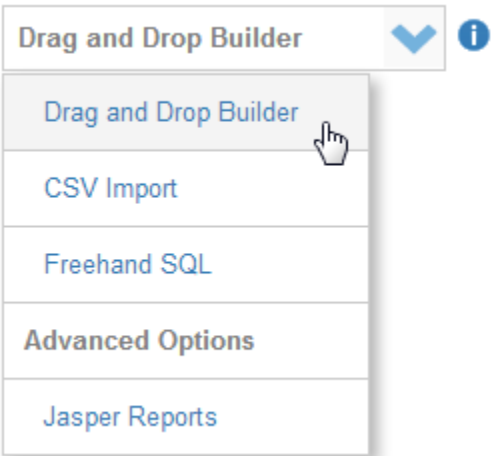 Drag and Drop Builder
Drag and Drop Builder
CSV Import
Freehand SQL
Advanced Options
Jasper Reports